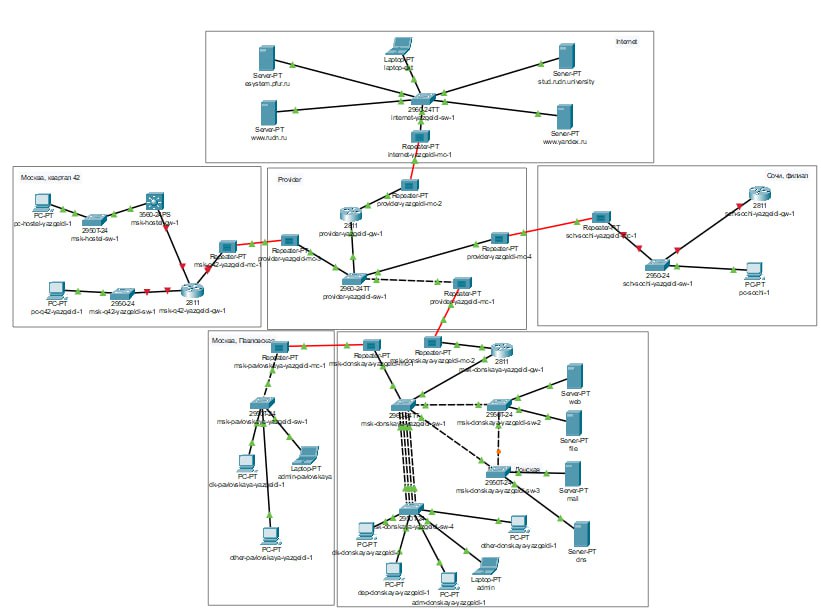 Internet
Laptop-PT
Server-PT
esystem.pfur.ru
Server-PT
stud.rudn.university
2960-24TT
internet-yazgeldi-sw-1
Server-PT
www.rudn.ru
Server-PT
www.yandex.ru
Repeater-PT
internet-yazgeldi-mc-1
Москва, квартал 42
PC-PT
pc-hostel-yazgeldi-1
2950T-24
msk-hostel-sw-1
3560-24PS
msk-hostel-gw-1
Repeater-PT
msk-q42-yazgeldi-mc-1
PC-PT
pc-q42-yazgeldi-1
2950-24
msk-q42-yazgeldi-sw-1
2811
msk-q42-yazgeldi-gw-1
Provider
Repeater-PT
provider-yazgeldi-mc-2
2811
provider-yazgeldi-gw-1
Repeater-PT
provider-yazgeldi-mc-3
Repeater-PT
provider-yazgeldi-mc-4
2960-24TT
provider-yazgeldi-sw-1
Repeater-PT
provider-yazgeldi-mc-1
Сочи, филиал
2811
sch-sochi-yazgeldi-gw-1
Repeater-PT
sch-sochi-yazgeldi-mc-1
2950-24
sch-sochi-yazgeldi-sw-1
PC-PT
pc-sochi-1
Москва, Павловская
Repeater-PT
msk-pavlovskaya-yazgeldi-mc-1
2950T-24
msk-pavlovskaya-yazgeldi-sw-1
PC-PT
dk-pavlovskaya-yazgeldi-1
Laptop-PT
admin-pavlovskaya
PC-PT
other-pavlovskaya-yazgeldi-1
Repeater-PT
msk-donskaya-yazgeldi-mc-1
Repeater-PT
msk-donskaya-yazgeldi-mc-2
2811
msk-donskaya-yazgeldi-gw-1
msk-donskaya-yazgeldi-sw-1
2950T-24
msk-donskaya-yazgeldi-sw-2
Server-PT
web
Server-PT
file
Донская
2950T-24
msk-donskaya-yazgeldi-sw-3
Server-PT
mail
Server-PT
dns
msk-donskaya-yazgeldi-sw-4
PC-PT
PC-PT
other-donskaya-yazgeldi-1
PC-PT
dep-donskaya-yazgeldi-1
PC-PT
adm-donskaya-yazgeldi-1
Laptop-PT
admin